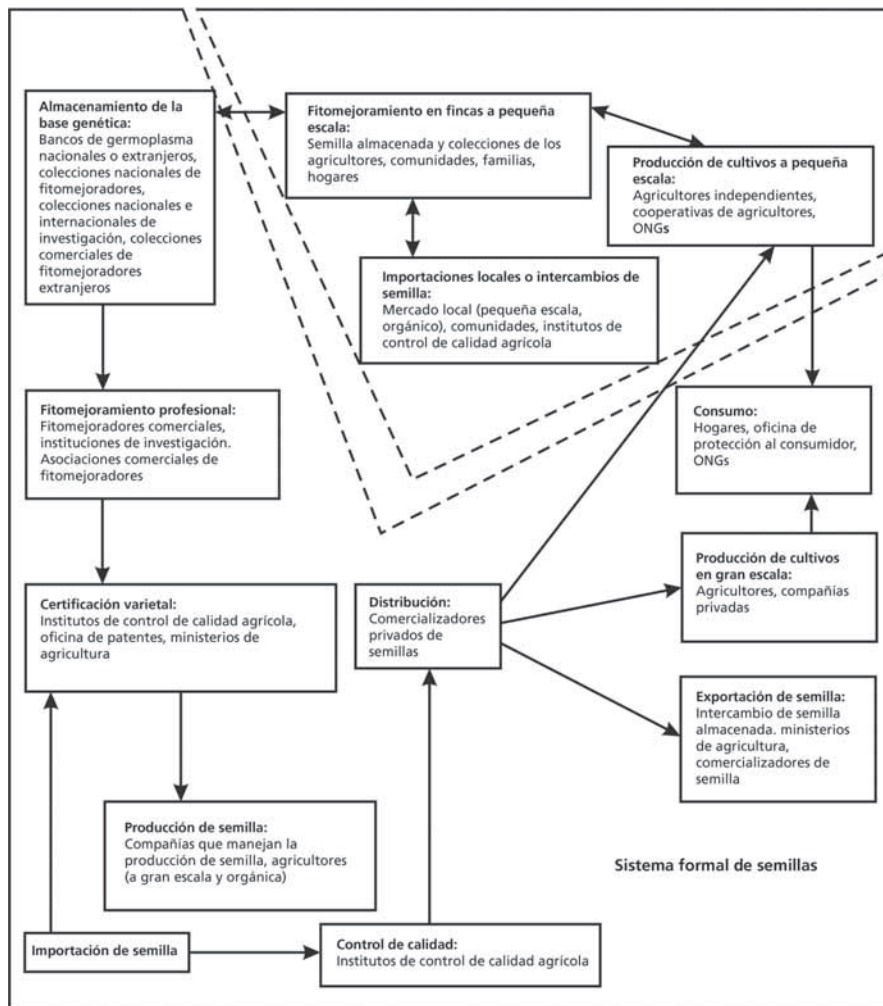 Almacenamiento de la
base genética:
Bancos de germoplasma
nacionales o extranjeros,
colecciones nacionales de
fitomejoradores,
colecciones nacionales e
internacionales de
investigación, colecciones
comerciales de
fitomejoradores
extranjeros
Fitomejoramiento en fincas a pequeña
escala:
Semilla almacenada y colecciones de los
agricultores, comunidades, familias,
hogares
Producción de cultivos a pequeña
escala:
Agricultores independientes,
cooperativas de agricultores,
ONGs
Importaciones locales o intercambios de
semilla:
Mercado local (pequeña escala,
orgánico), comunidades, institutos de
control de calidad agrícola
Fitomejoramiento profesional:
Fitomejoradores comerciales,
instituciones de investigación.
Asociaciones comerciales de
fitomejoradores
Consumo:
Hogares, oficina de
protección al consumidor,
ONGs
Producción de cultivos
en gran escala:
Agricultores, compañías
privadas
Certificación varietal:
Institutos de control de calidad agrícola,
oficina de patentes, ministerios de
agricultura
Distribución:
Comercializadores
privados de
semillas
Exportación de semilla:
Intercambio de semilla
almacenada. ministerios
de agricultura,
comercializadores de
semilla
Producción de semilla:
Compañías que manejan la
producción de semilla, agricultores
(a gran escala y orgánica)
Sistema formal de semillas
Importación de semilla
Control de calidad:
Institutos de control de calidad agrícola